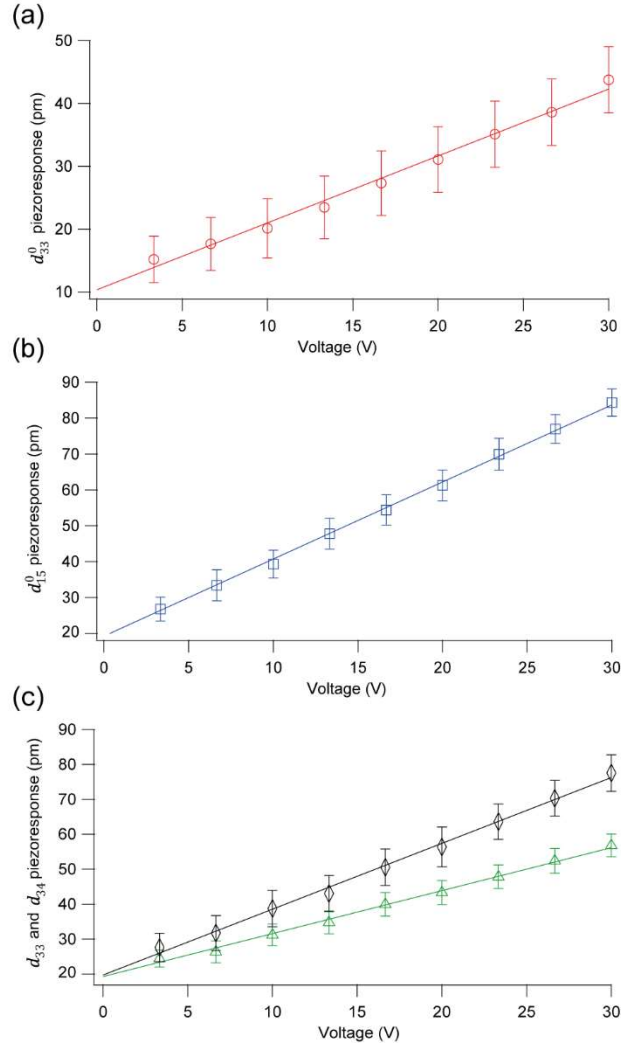 (a)
50
40
30
20
10
d⁰₃₃ piezoresponse (pm)
0 5 10 15 20 25 30
Voltage (V)
(b)
90
80
70
60
50
40
30
20
d⁰₁₅ piezoresponse (pm)
0 5 10 15 20 25 30
Voltage (V)
(c)
90
80
70
60
50
40
30
20
d₃₃ and d₃₄ piezoresponse (pm)
0 5 10 15 20 25 30
Voltage (V)